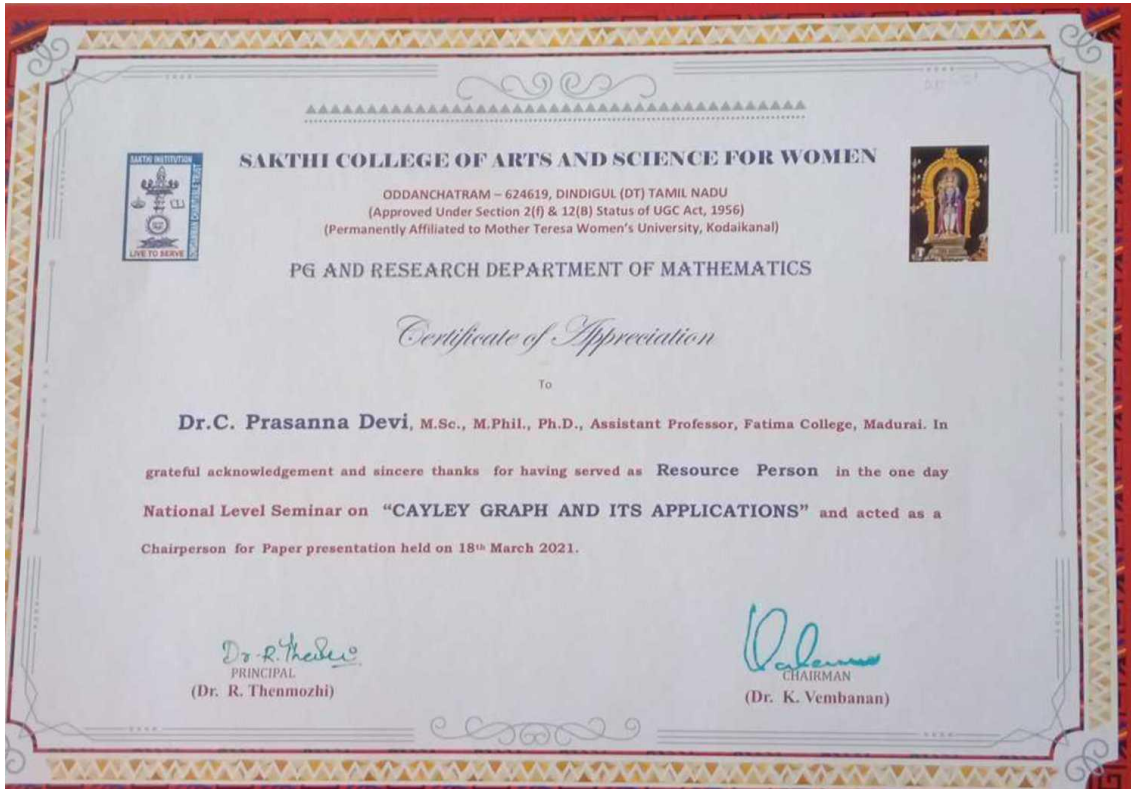 SAKTHI INSTITUTION
LIVE TO SERVE
SAKTHI COLLEGE OF ARTS AND SCIENCE FOR WOMEN
ODDANCHATRAM – 624619, DINDIGUL (DT) TAMIL NADU
(Approved Under Section 2(f) & 12(B) Status of UGC Act, 1956)
(Permanently Affiliated to Mother Teresa Women's University, Kodaikanal)
PG AND RESEARCH DEPARTMENT OF MATHEMATICS
Certificate of Appreciation
To
Dr.C. Prasanna Devi, M.Sc., M.Phil., Ph.D., Assistant Professor, Fatima College, Madurai. In
grateful acknowledgement and sincere thanks for having served as Resource Person in the one day
National Level Seminar on "CAYLEY GRAPH AND ITS APPLICATIONS" and acted as a
Chairperson for Paper presentation held on 18th March 2021.
PRINCIPAL
(Dr. R. Thenmozhi)
CHAIRMAN
(Dr. K. Vembanan)